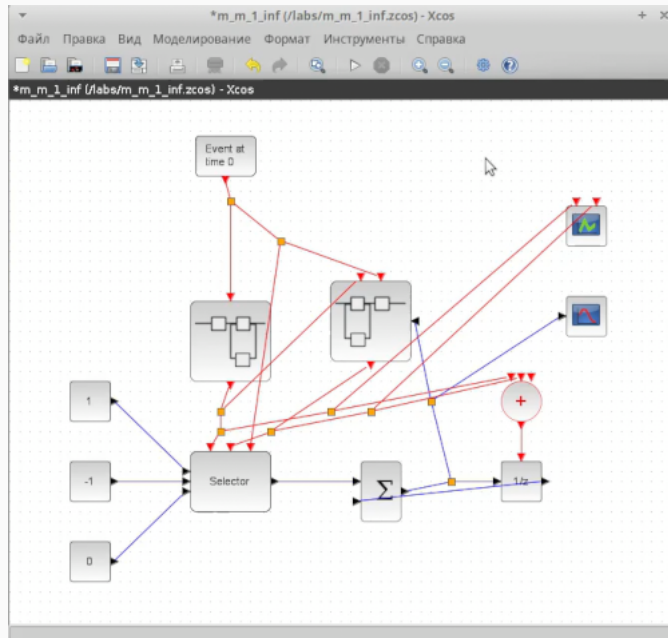 *m_m_1_inf (/labs/m_m_1_inf.zcos) - Xcos
Файл Правка Вид Моделирование Формат Инструменты Справка
*m_m_1_inf (/labs/m_m_1_inf.zcos) - Xcos
Event at
time 0
1
+
-1
Selector
Σ
1/z
0